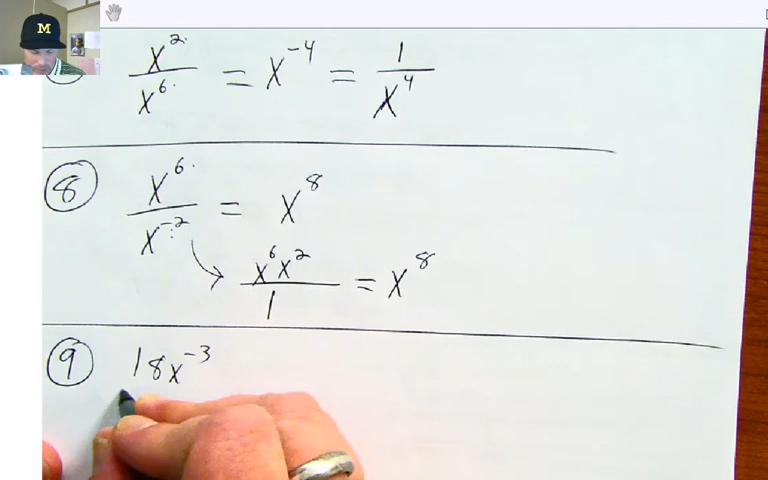 M
x^2/x^6 = x^-4 = 1/x^4
8 x^6/x^-2 = x^8
x^6x^2/1 = x^8
9 18x^-3